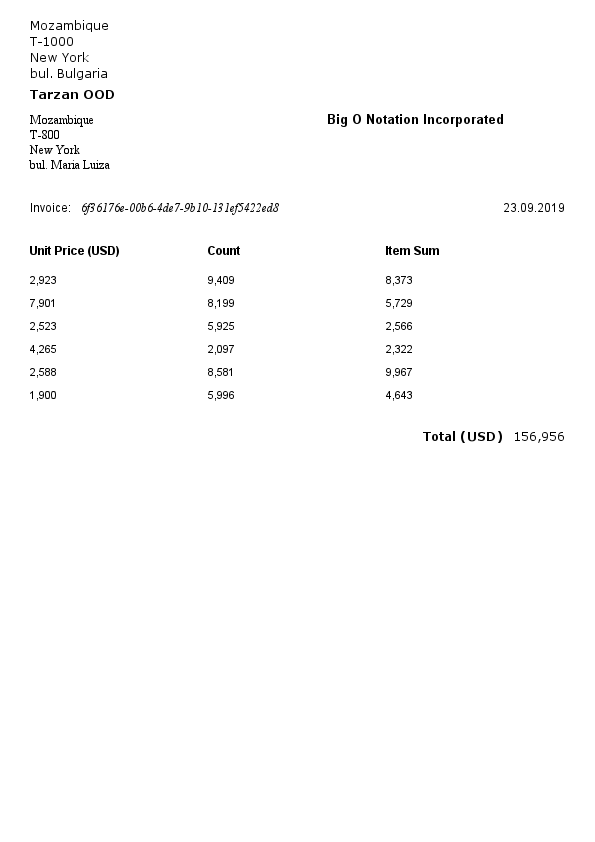 Mozambique
T-1000
New York
bul. Bulgaria
Tarzan OOD
Mozambique
Big O Notation Incorporated
T-800
New York
bul. Maria Luiza
Invoice: 6f36176e-00b6-4de7-9b10-131ef5422ed8 23.09.2019
Unit Price (USD) Count Item Sum
2,923 9,409 8,373
7,901 8,199 5,729
2,523 5,925 2,566
4,265 2,097 2,322
2,588 8,581 9,967
1,900 5,996 4,643
Total (USD) 156,956